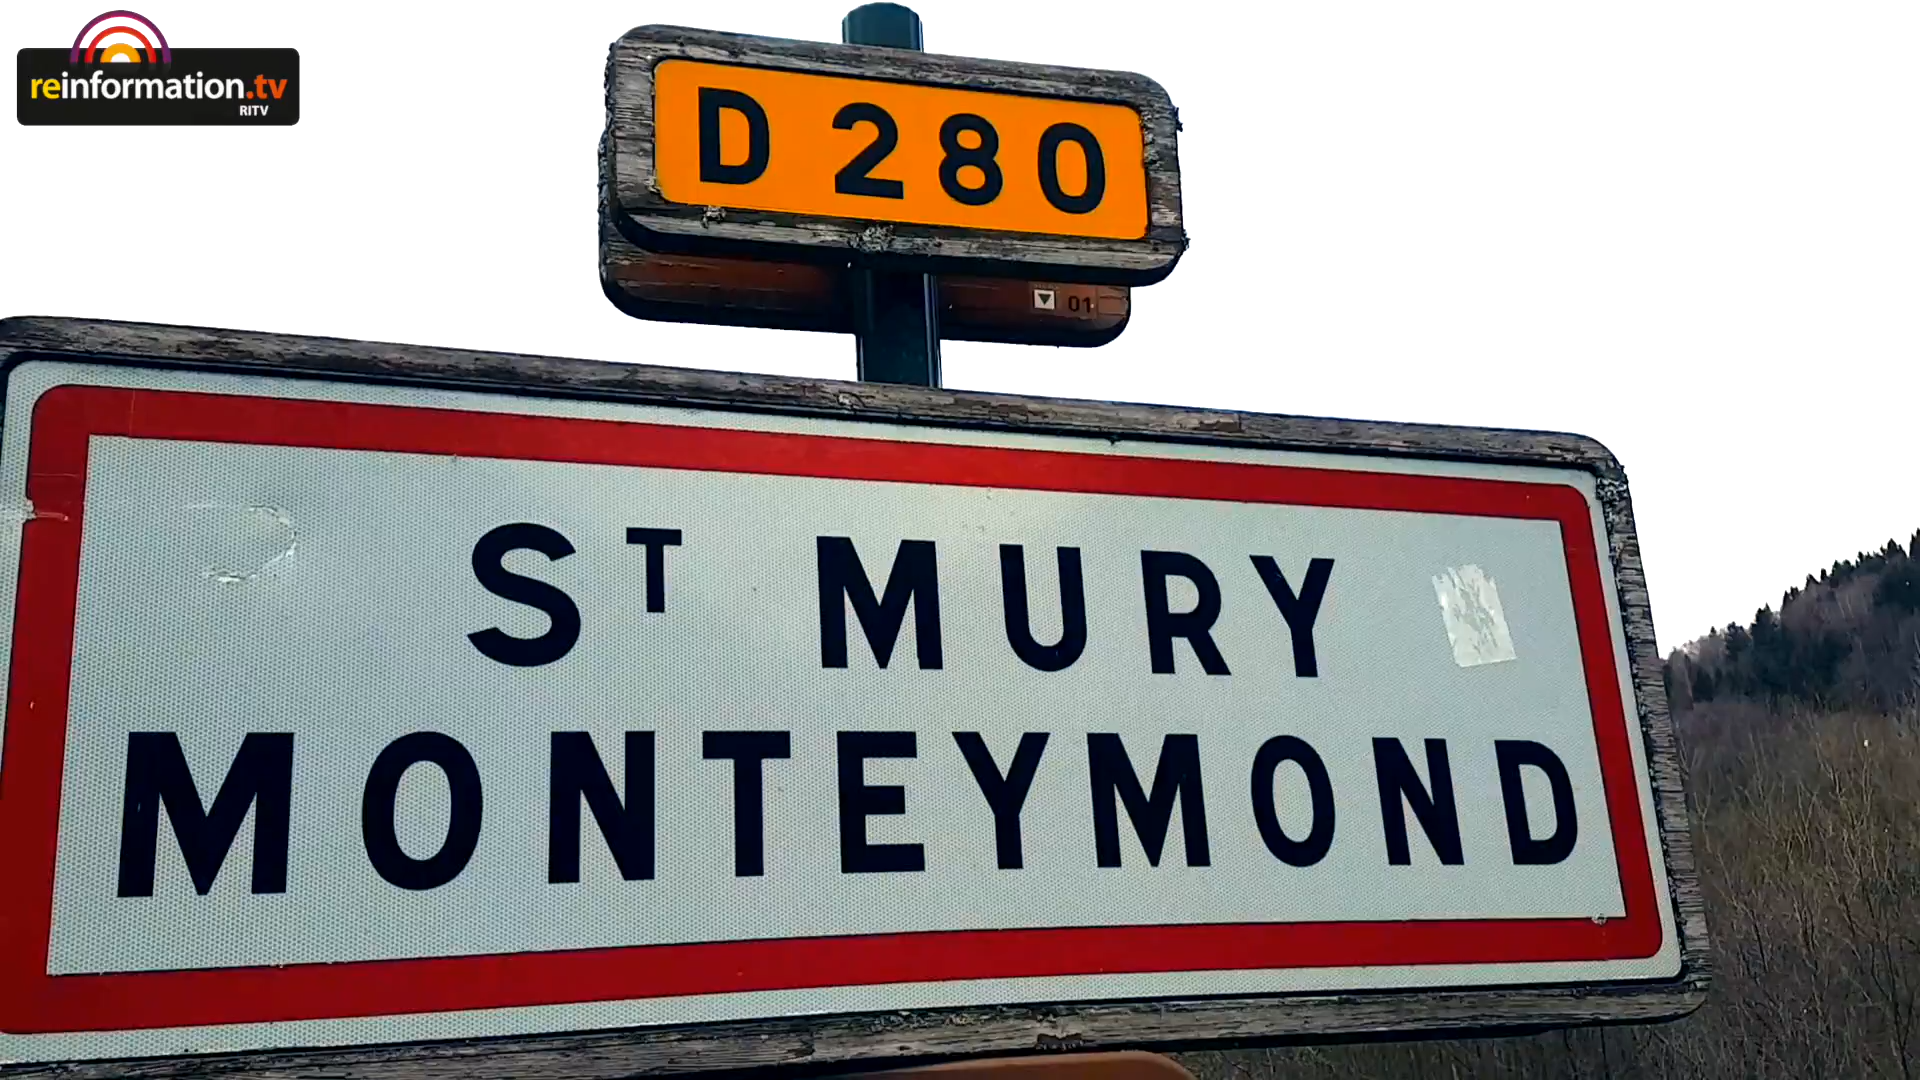 reinformation.tv
RITV
D 280
01
ST MURY
MONTEYMOND